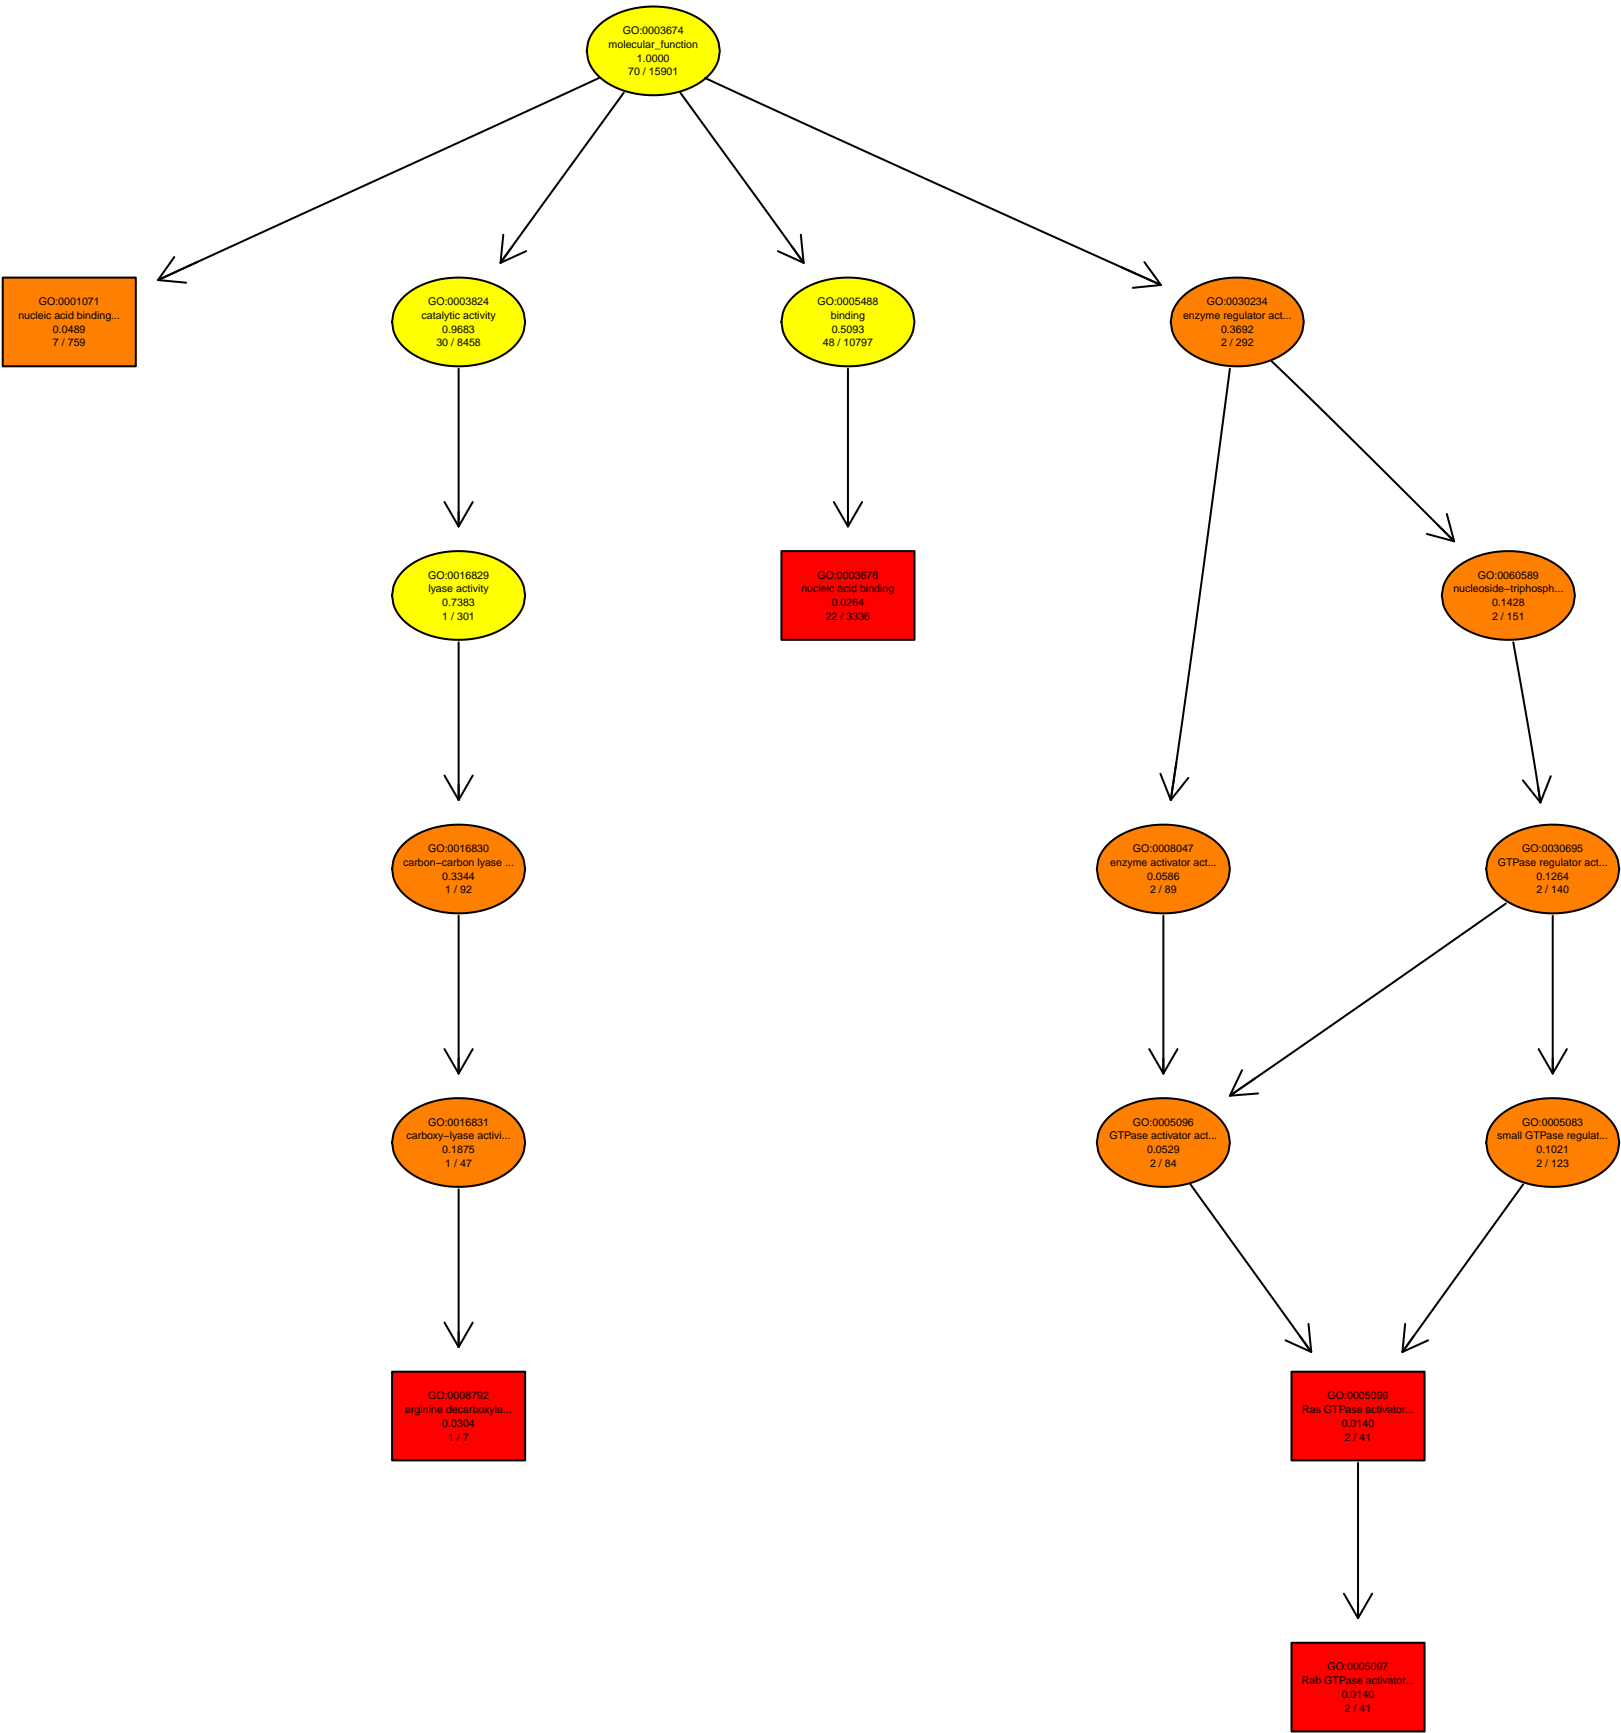 GO:0003674
molecular_function
1.0000
70 / 15901
GO:0001071
nucleic acid binding...
0.0489
7 / 759
GO:0003824
catalytic activity
0.9683
30 / 8458
GO:0005488
binding
0.5093
48 / 10797
GO:0030234
enzyme regulator act...
0.3692
2 / 292
GO:0016829
lyase activity
0.7383
1 / 301
GO:0003676
nucleic acid binding
0.0264
22 / 3336
GO:0060589
nucleoside−triphosph...
0.1428
2 / 151
GO:0016830
carbon−carbon lyase ...
0.3344
1 / 92
GO:0008047
enzyme activator act...
0.0586
2 / 89
GO:0030695
GTPase regulator act...
0.1264
2 / 140
GO:0016831
carboxy−lyase activi...
0.1875
1 / 47
GO:0005096
GTPase activator act...
0.0529
2 / 84
GO:0005083
small GTPase regulat...
0.1021
2 / 123
GO:0008792
arginine decarboxyla...
0.0304
1 / 7
GO:0005099
Ras GTPase activator...
0.0140
2 / 41
GO:0005097
Rab GTPase activator...
0.0140
2 / 41